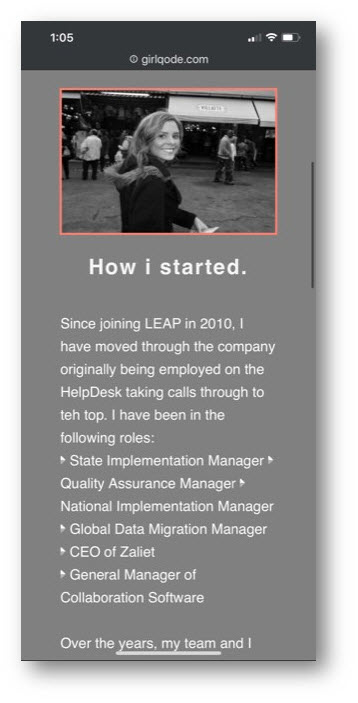 1:05
girlqode.com
How i started.
Since joining LEAP in 2010, I
have moved through the company
originally being employed on the
HelpDesk taking calls through to
teh top. I have been in the
following roles:
State Implementation Manager
Quality Assurance Manager
National Implementation Manager
Global Data Migration Manager
CEO of Zaliet
General Manager of
Collaboration Software
Over the years, my team and I